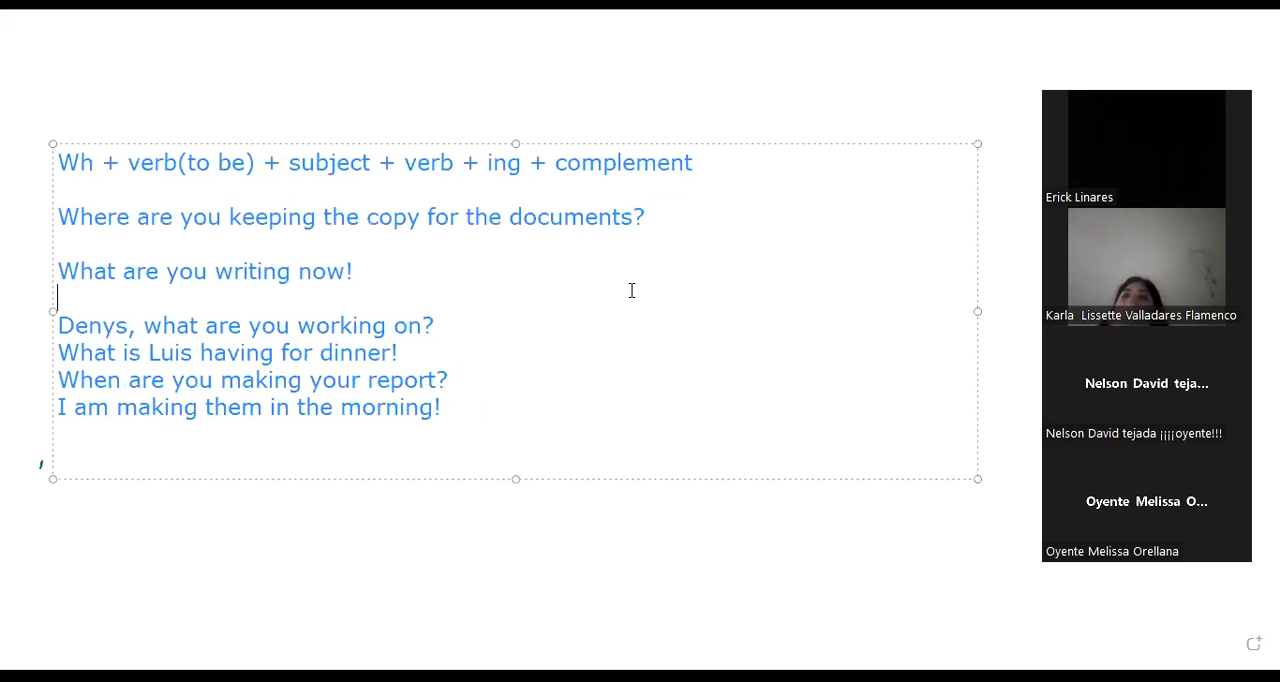 Wh + verb(to be) + subject + verb + ing + complement
Where are you keeping the copy for the documents?
What are you writing now!
Denys, what are you working on?
What is Luis having for dinner!
When are you making your report?
I am making them in the morning!
Erick Linares
Karla Lissette Valladares Flamenco
Nelson David teja...
Nelson David tejada ¡¡¡¡oyente!!!
Oyente Melissa O...
Oyente Melissa Orellana